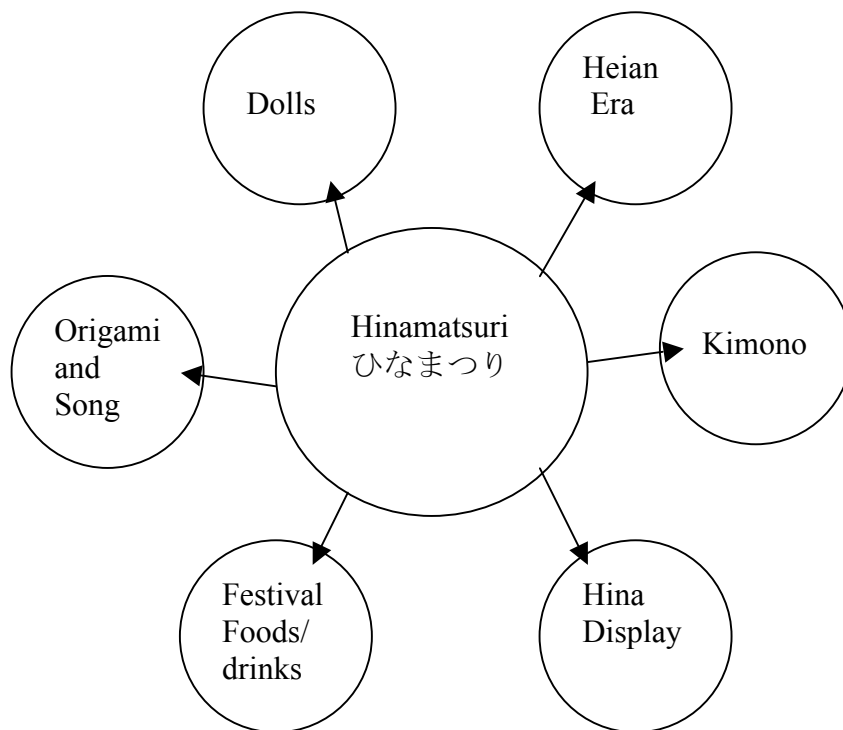 Dolls
Heian
Era
Origami
and
Song
Hinamatsuri
ひなまつり
Kimono
Festival
Foods/
drinks
Hina
Display